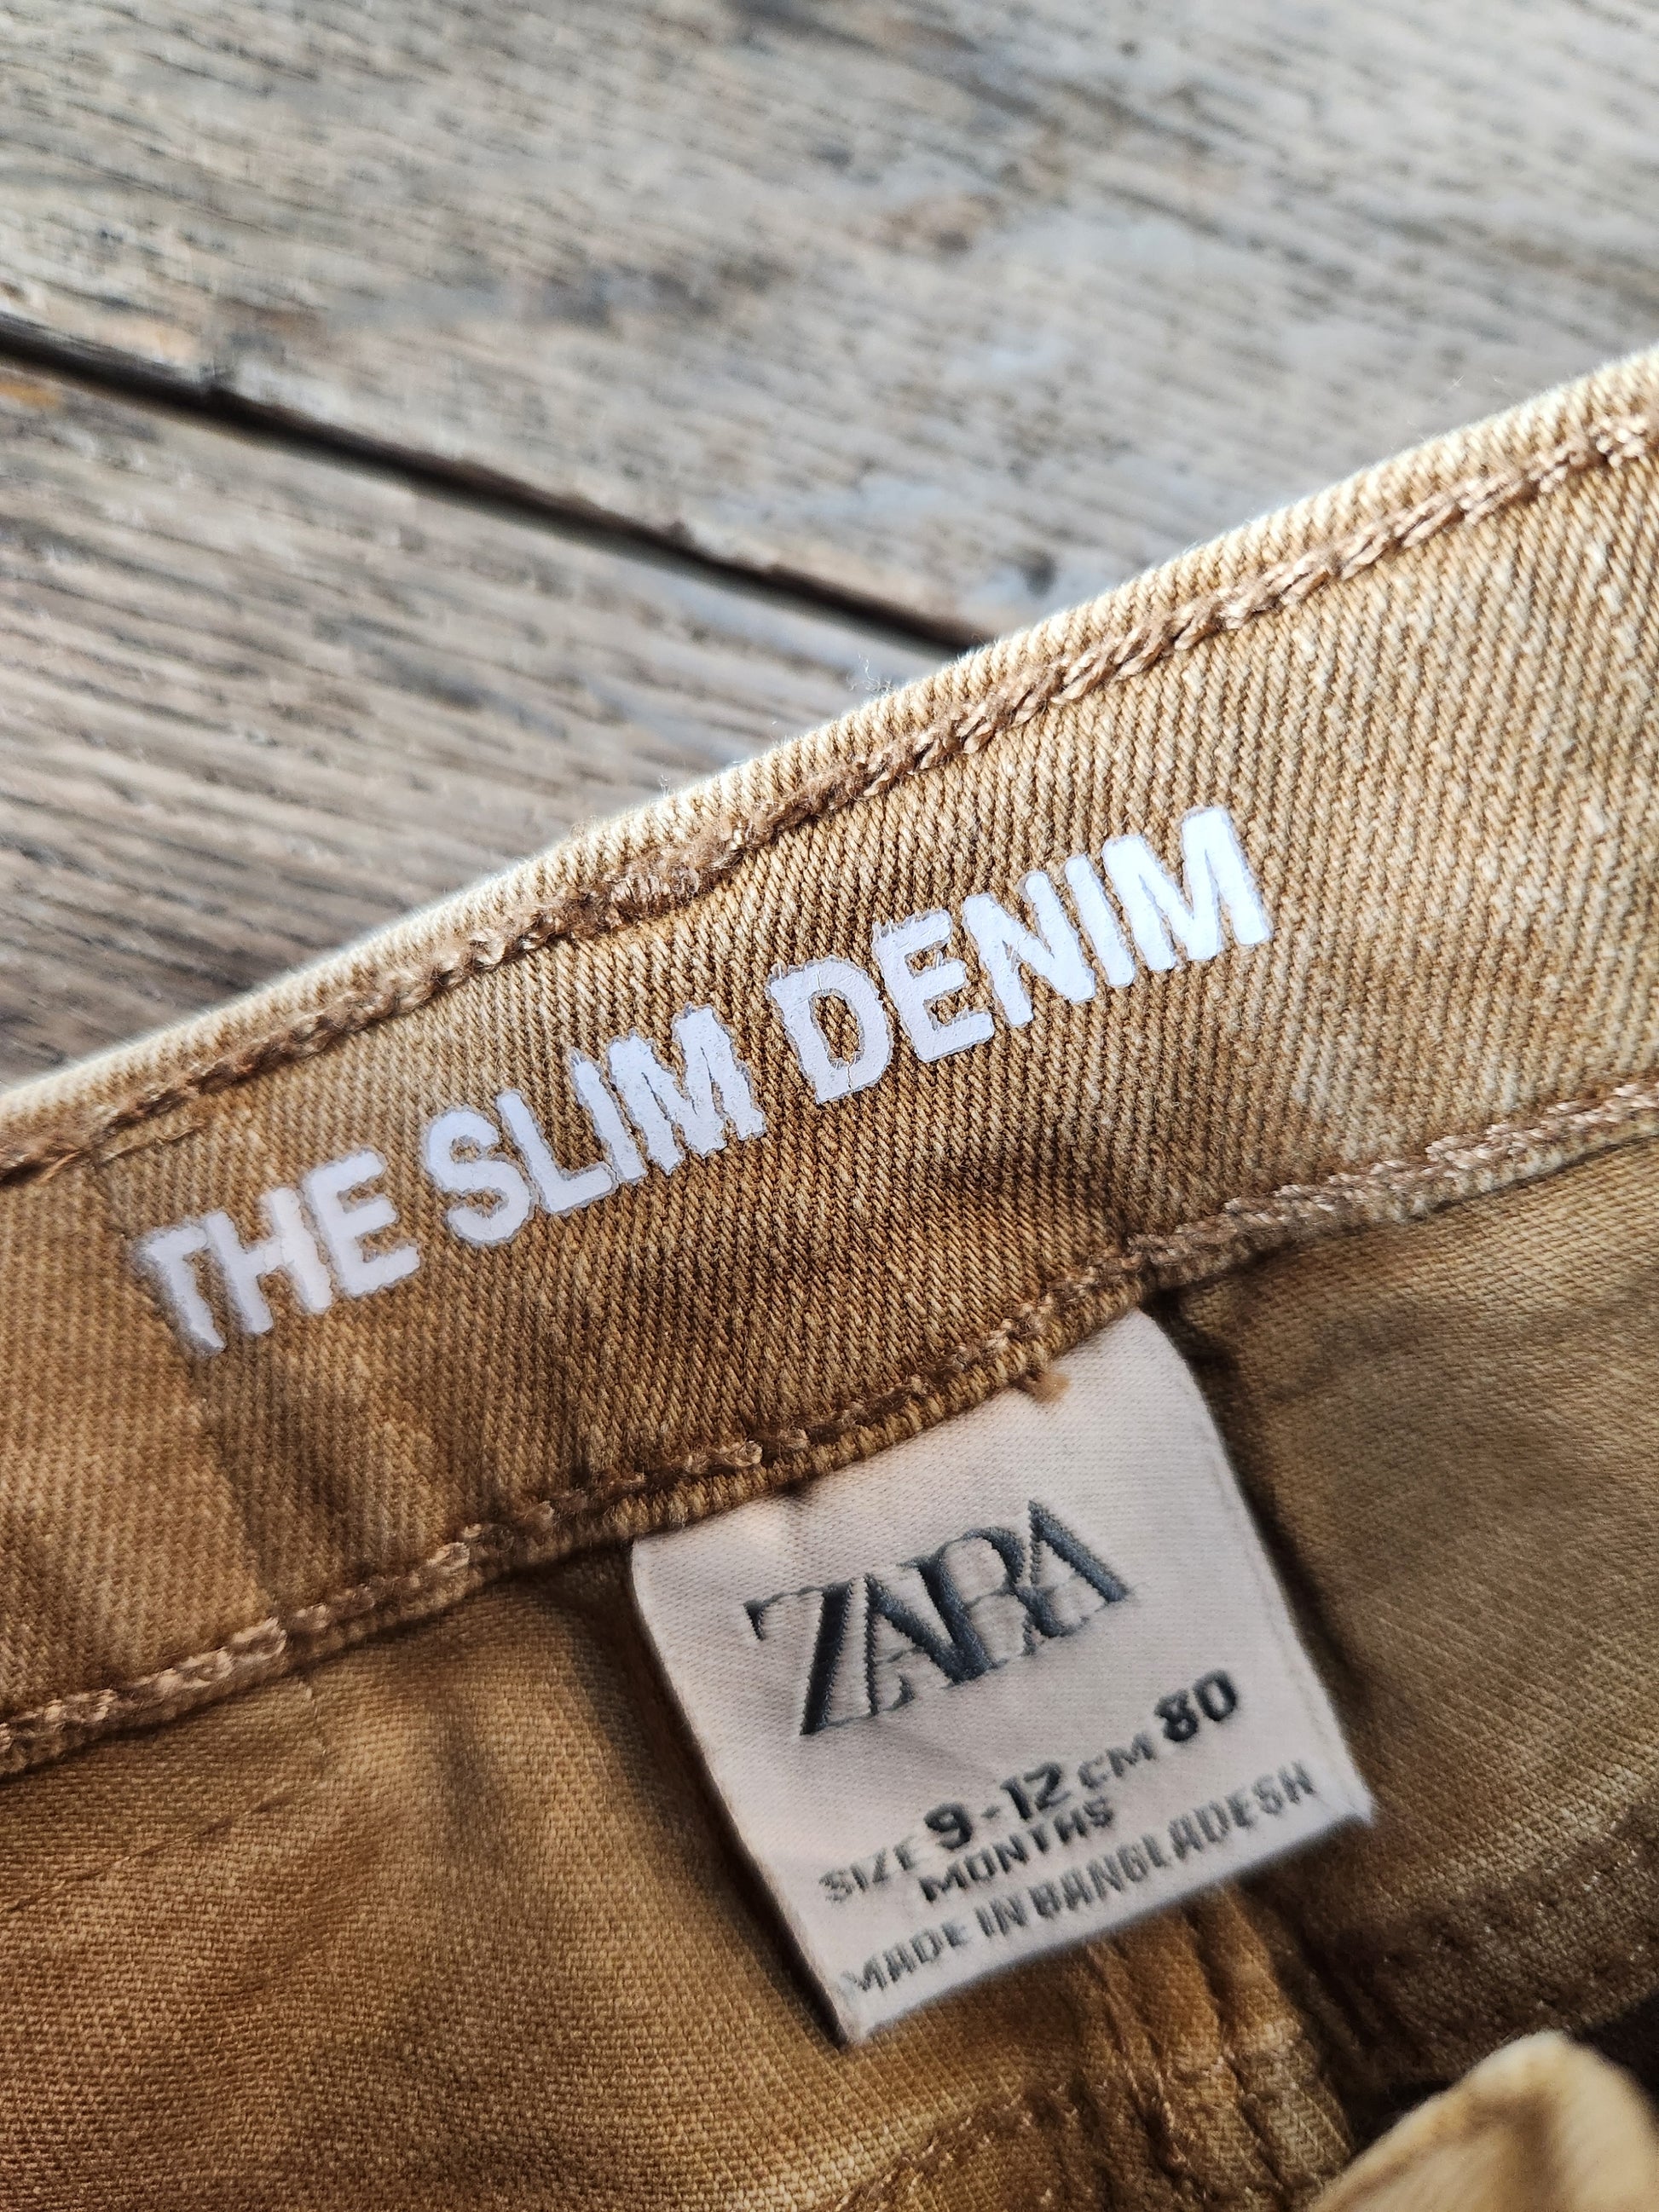 THE SLIM DENIM
ZARA
SIZE 9-12 CM 80
MONTHS
MADE IN BANGLADESH